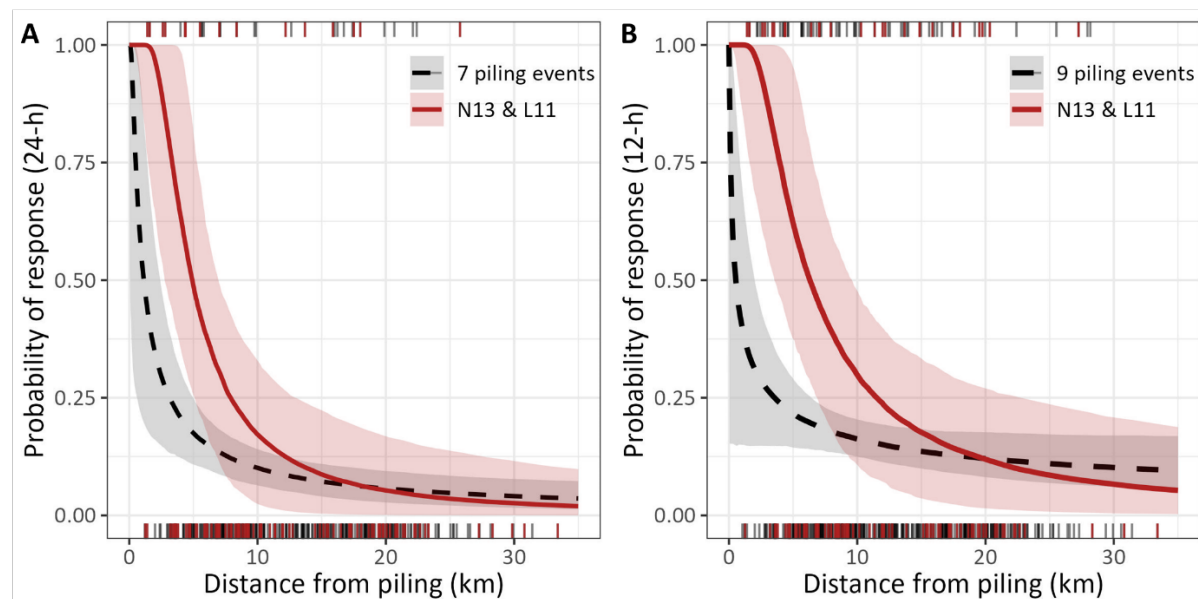 A
Probability of response (24-h)
1.00
0.75
0.50
0.25
0.00
7 piling events
N13 & L11
0
10
20
30
Distance from piling (km)
B
Probability of response (12-h)
1.00
0.75
0.50
0.25
0.00
9 piling events
N13 & L11
0
10
20
30
Distance from piling (km)